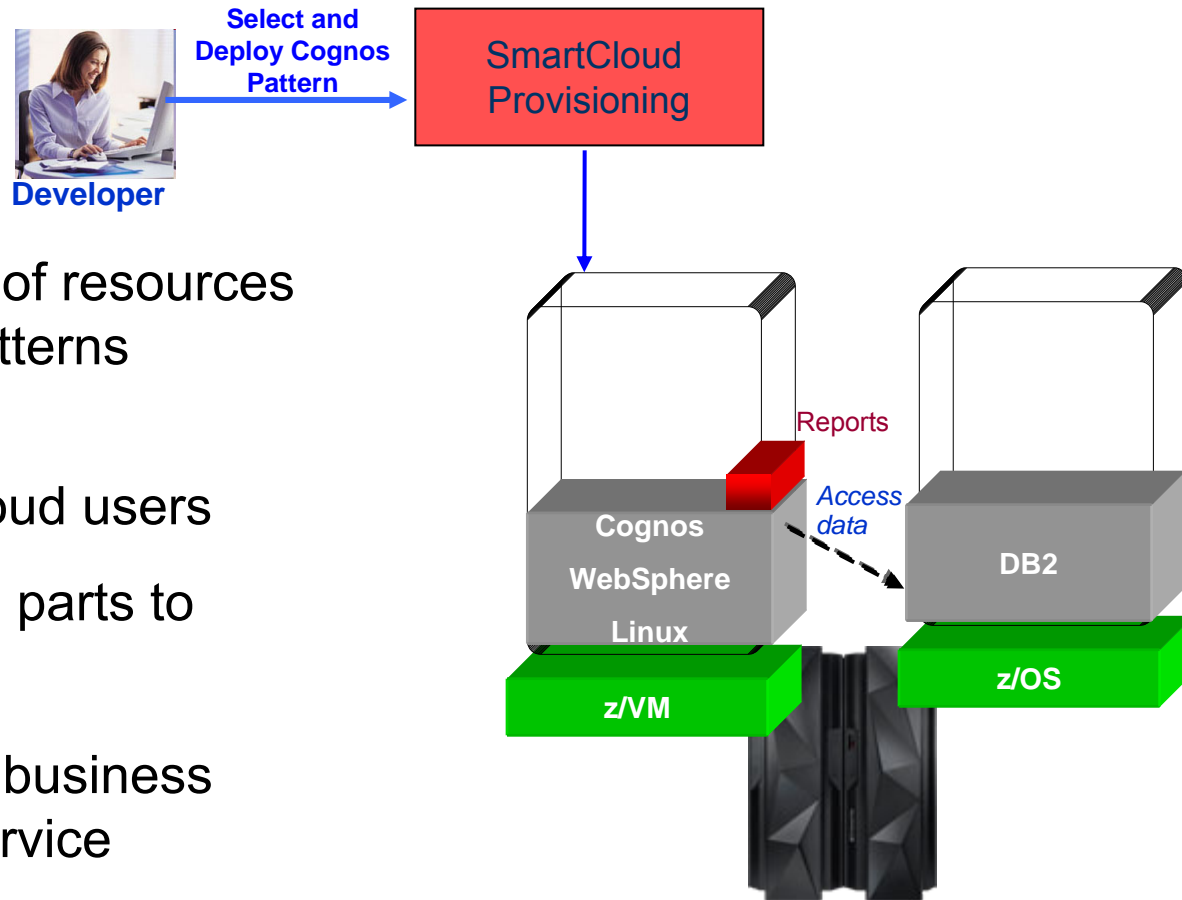 Select and
Deploy Cognos
Pattern
SmartCloud
Provisioning
Developer
of resources
tterns
oud users
parts to
business
rvice
Reports
Access
data
Cognos
WebSphere
Linux
DB2
z/VM
z/OS